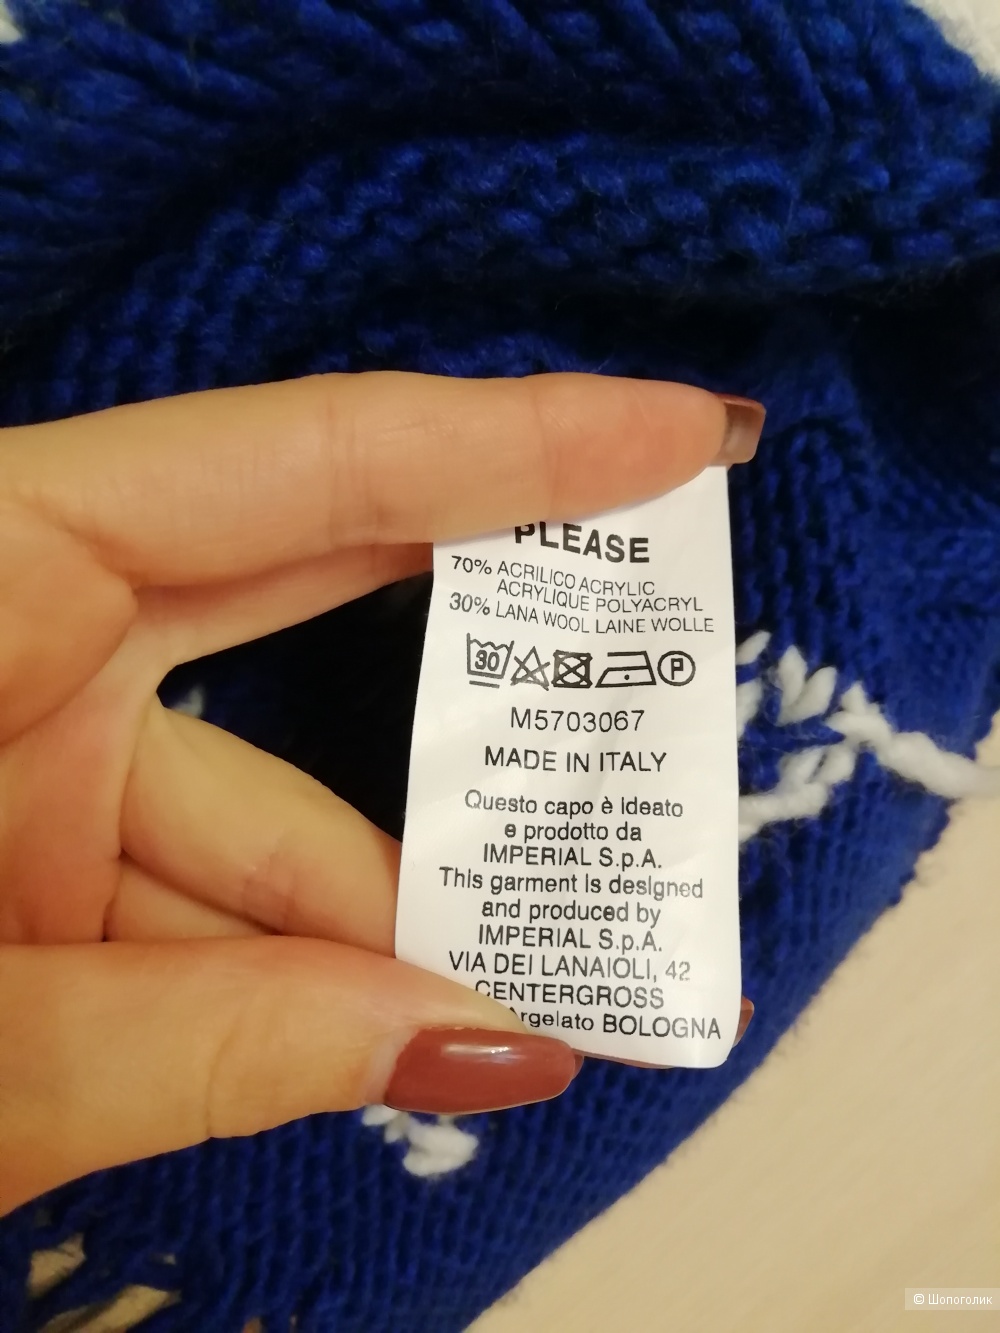 PLEASE
70% ACRILICO ACRYLIC
ACRYLIQUE POLYACRYL
30% LANA WOOL LAINE WOLLE
30 P
M5703067
MADE IN ITALY
Questo capo è ideato
e prodotto da
IMPERIAL S.p.A.
This garment is designed
and produced by
IMPERIAL S.p.A.
VIA DEI LANAIOLI, 42
CENTERGROSS
Argelato BOLOGNA
© Шопоголик